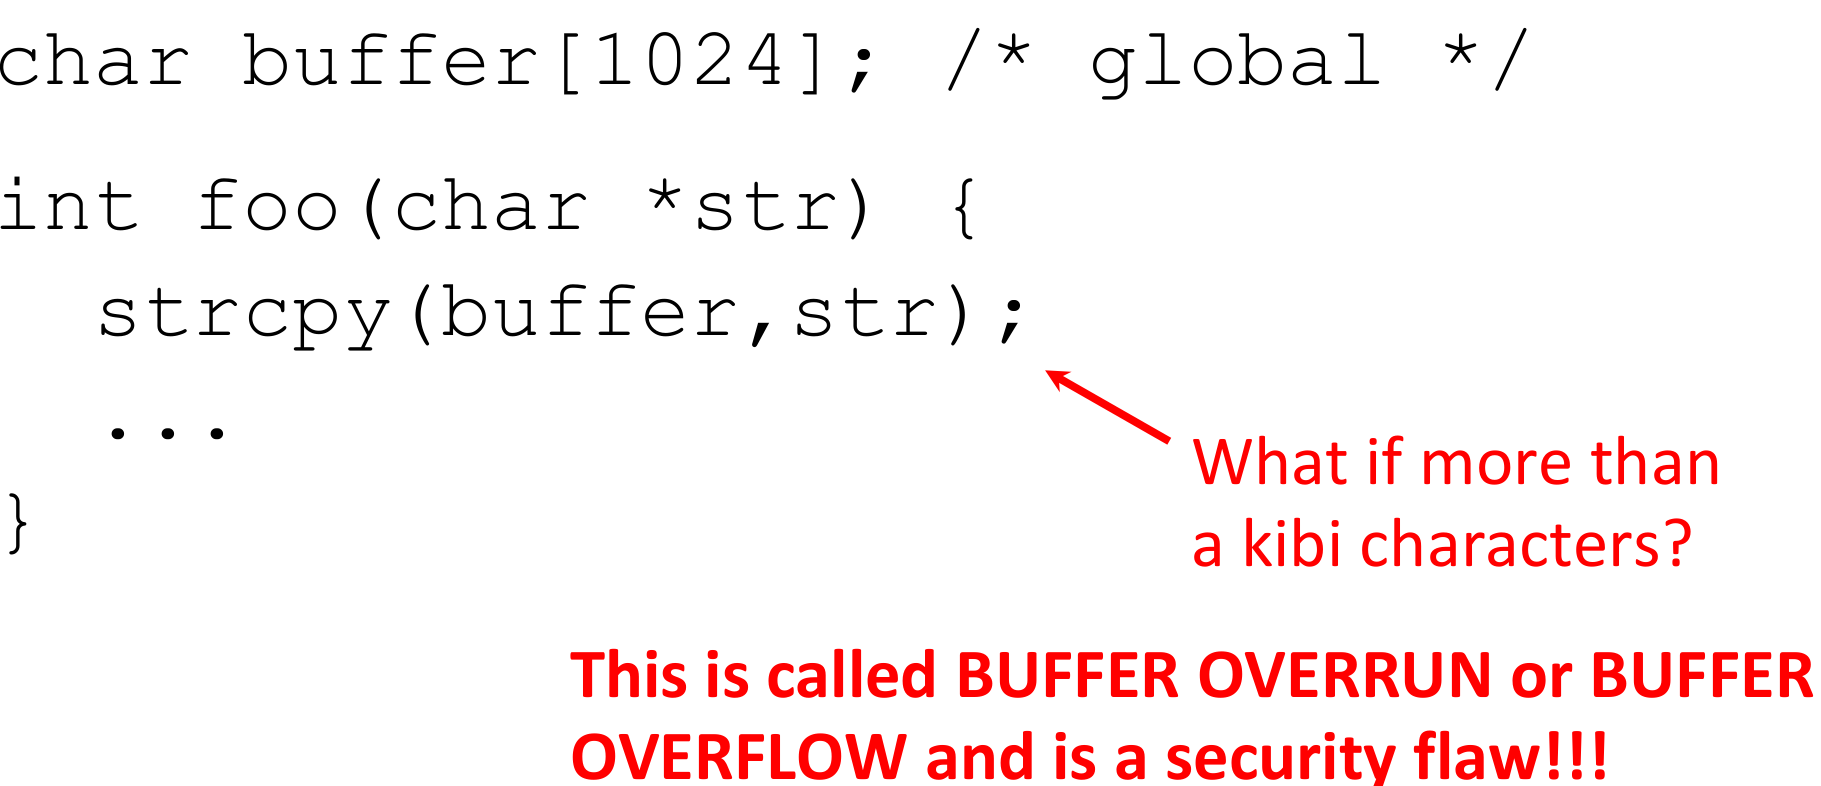 char buffer[1024]; /* global */
int foo(char *str) {
  strcpy(buffer,str);
  ...
}
What if more than
a kibi characters?
This is called BUFFER OVERRUN or BUFFER
OVERFLOW and is a security flaw!!!